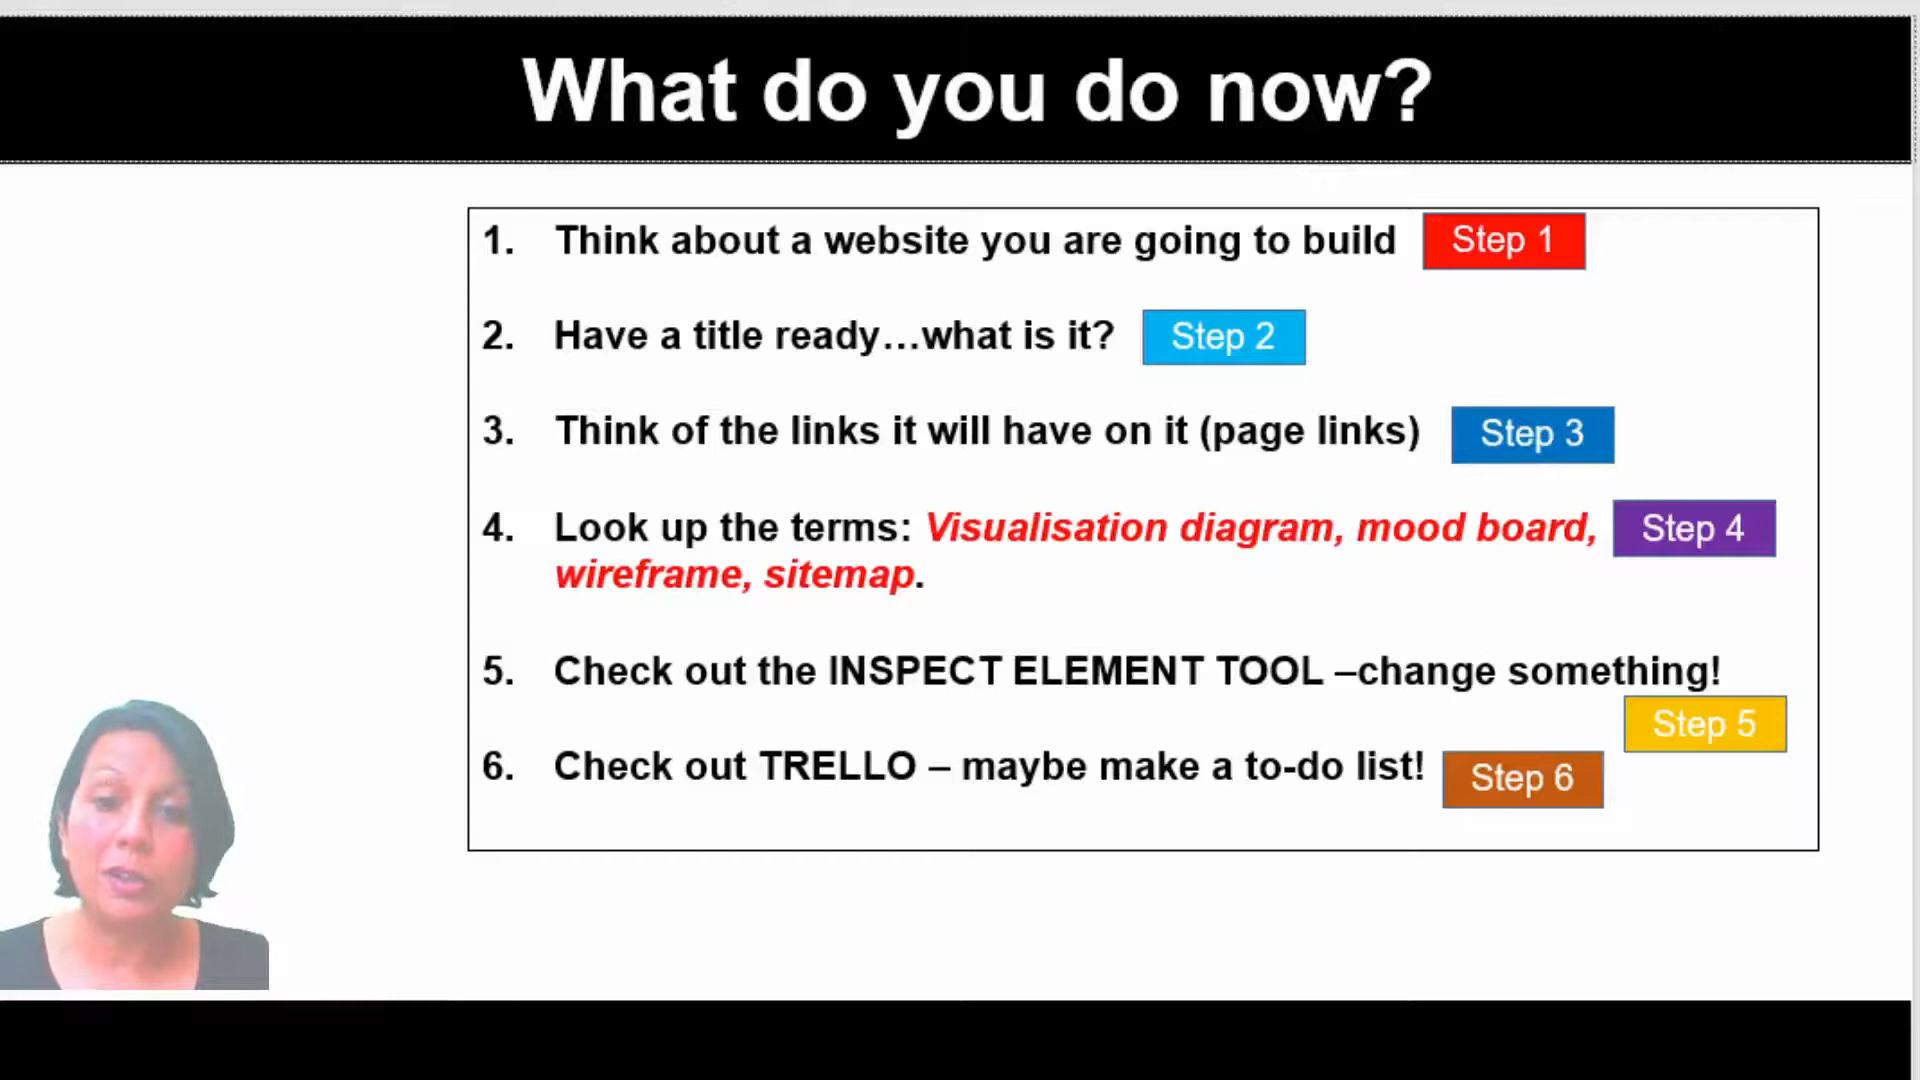 What do you do now?
1. Think about a website you are going to build Step 1
2. Have a title ready...what is it? Step 2
3. Think of the links it will have on it (page links) Step 3
4. Look up the terms: Visualisation diagram, mood board, Step 4
wireframe, sitemap.
5. Check out the INSPECT ELEMENT TOOL –change something!
Step 5
6. Check out TRELLO – maybe make a to-do list! Step 6